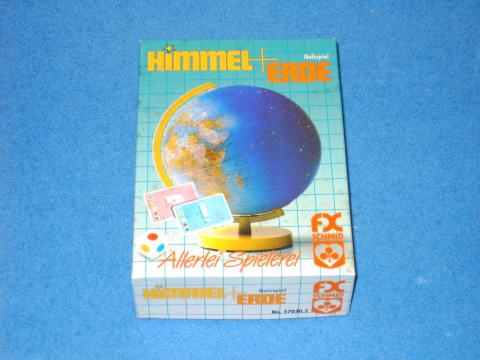 HIMMEL+
Quizspiel
ERDE
FX
SCHMID
Allerlei Spielerei
HIMMEL+
Quizspiel
ERDE
No. 57030.2
FX
SCHMID